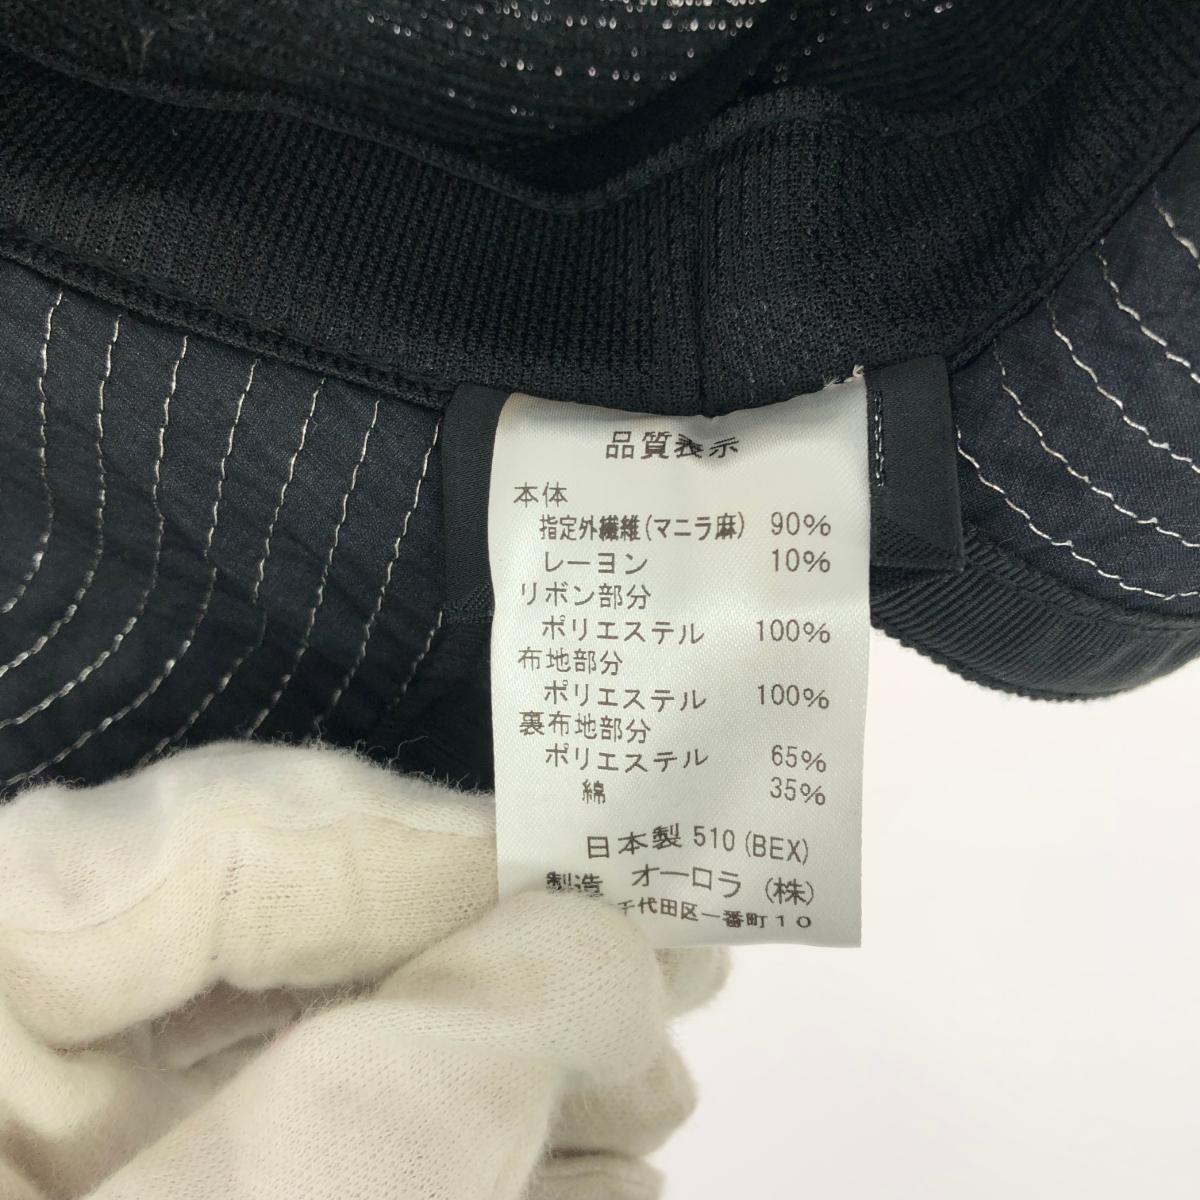 品質表示
本体
指定外繊維(マニラ麻) 90%
レーヨン 10%
リボン部分
ポリエステル 100%
布地部分
ポリエステル 100%
裏布地部分
ポリエステル 65%
綿 35%
日本製 510(BEX)
製造 オーロラ(株)
千代田区一番町10